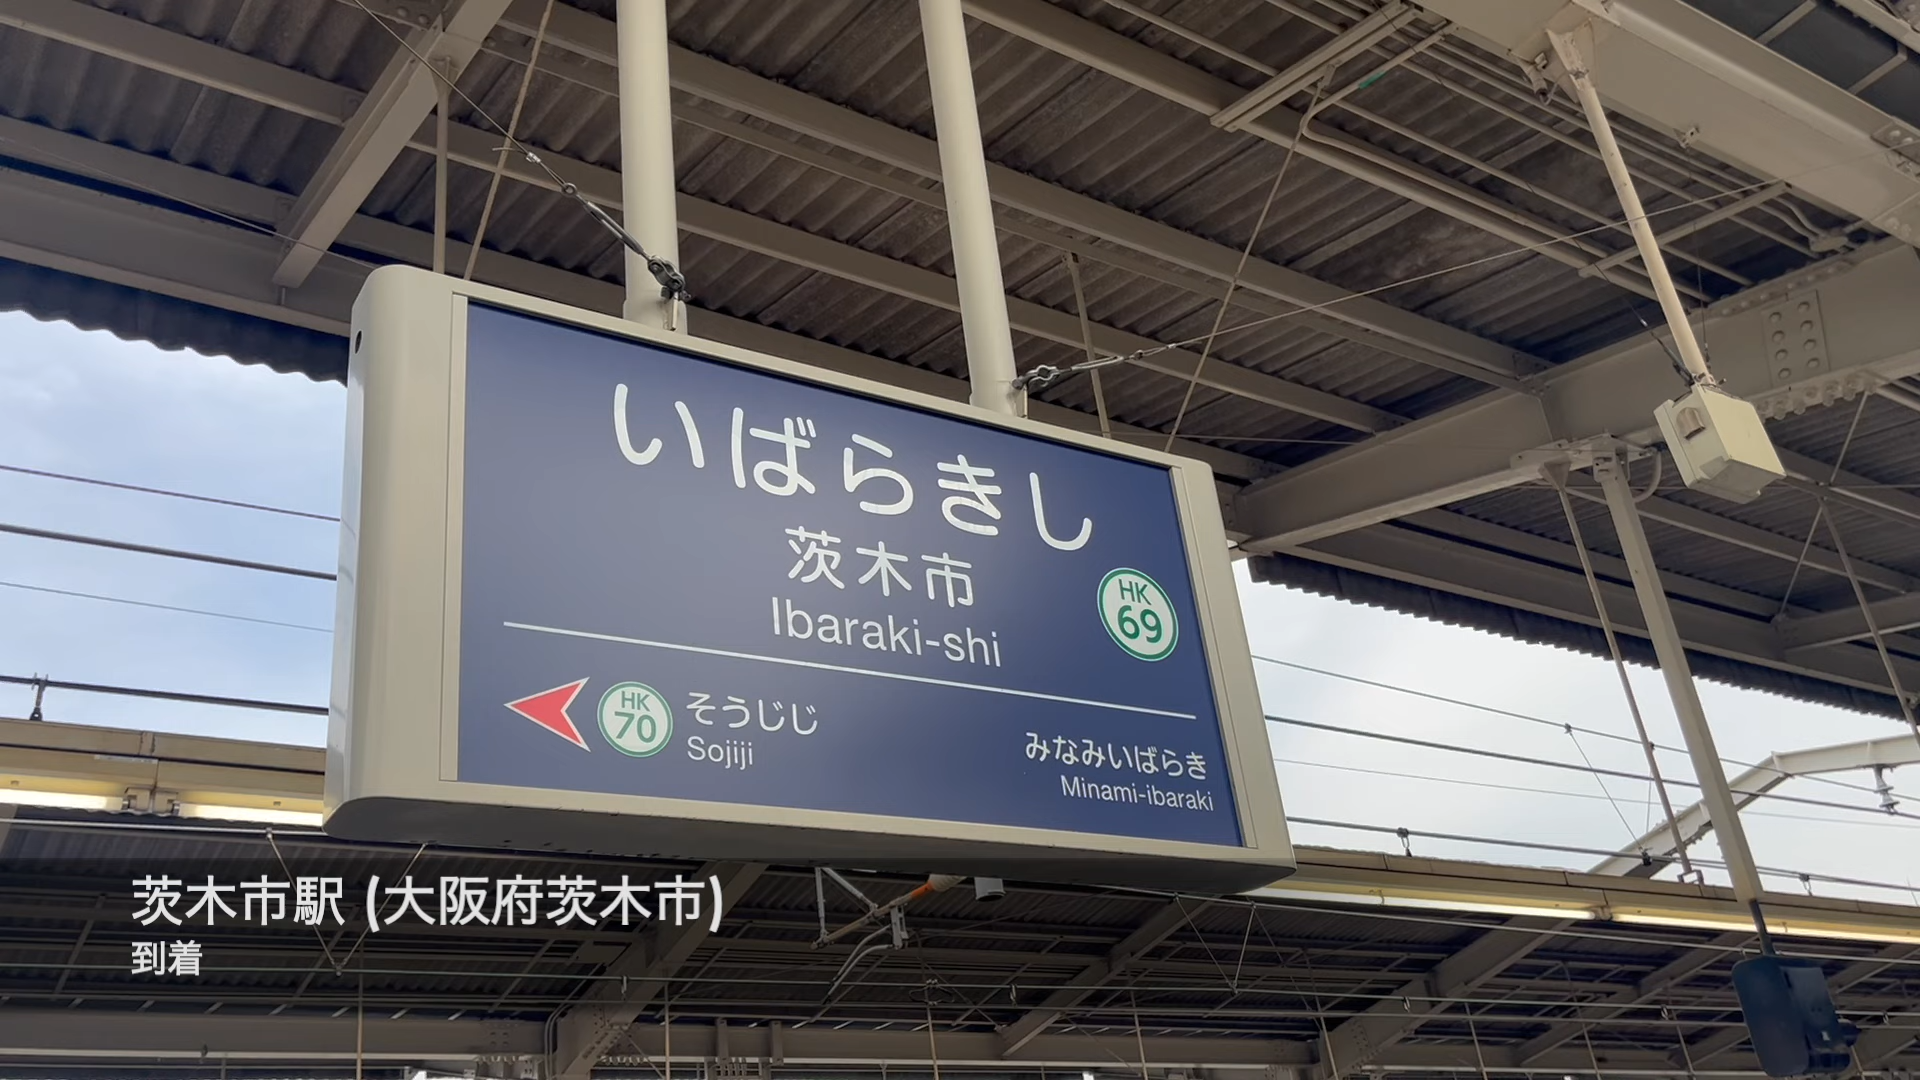 いばらきし
茨木市
Ibaraki-shi
HK
69
HK
70
そうじじ
Sojiji
みなみいばらき
Minami-ibaraki
茨木市駅 (大阪府茨木市)
到着